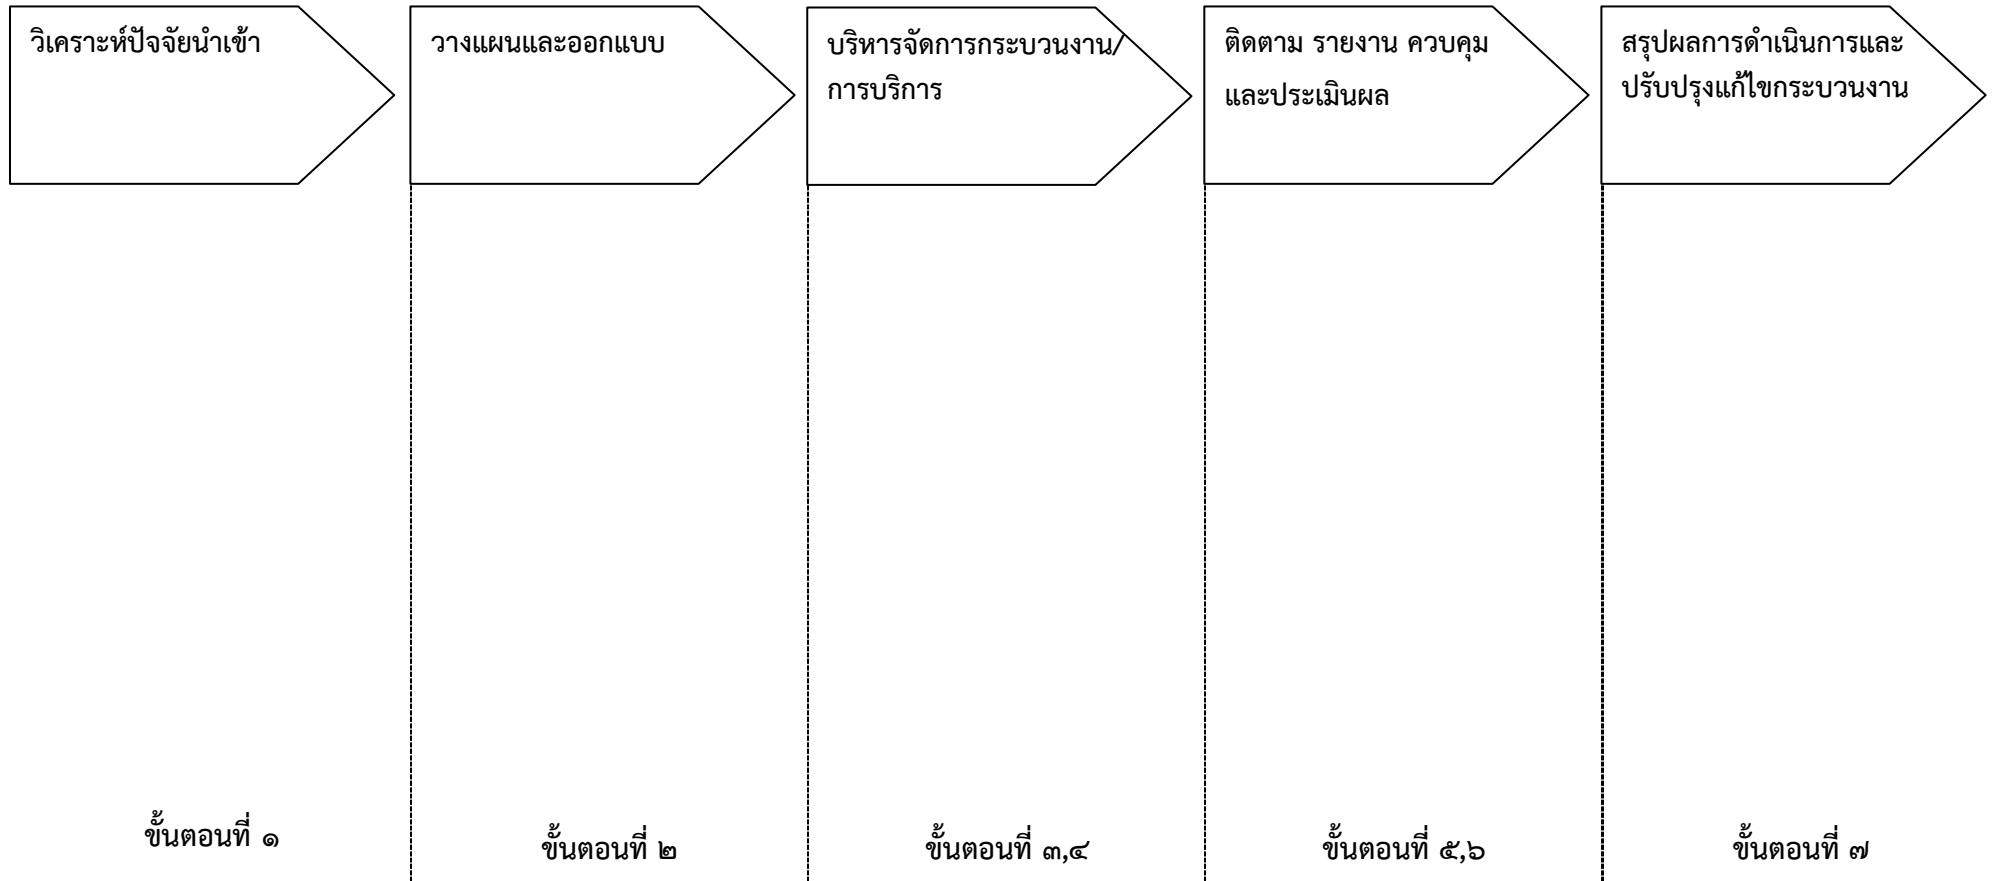 วิเคราะห์ปัจจัยนำเข้า
วางแผนและออกแบบ
บริหารจัดการกระบวนงาน/
การบริการ
ติดตาม รายงาน ควบคุม
และประเมินผล
สรุปผลการดำเนินการและ
ปรับปรุงแก้ไขกระบวนงาน
ขั้นตอนที่ ๑
ขั้นตอนที่ ๒
ขั้นตอนที่ ๓,๔
ขั้นตอนที่ ๕,๖
ขั้นตอนที่ ๗